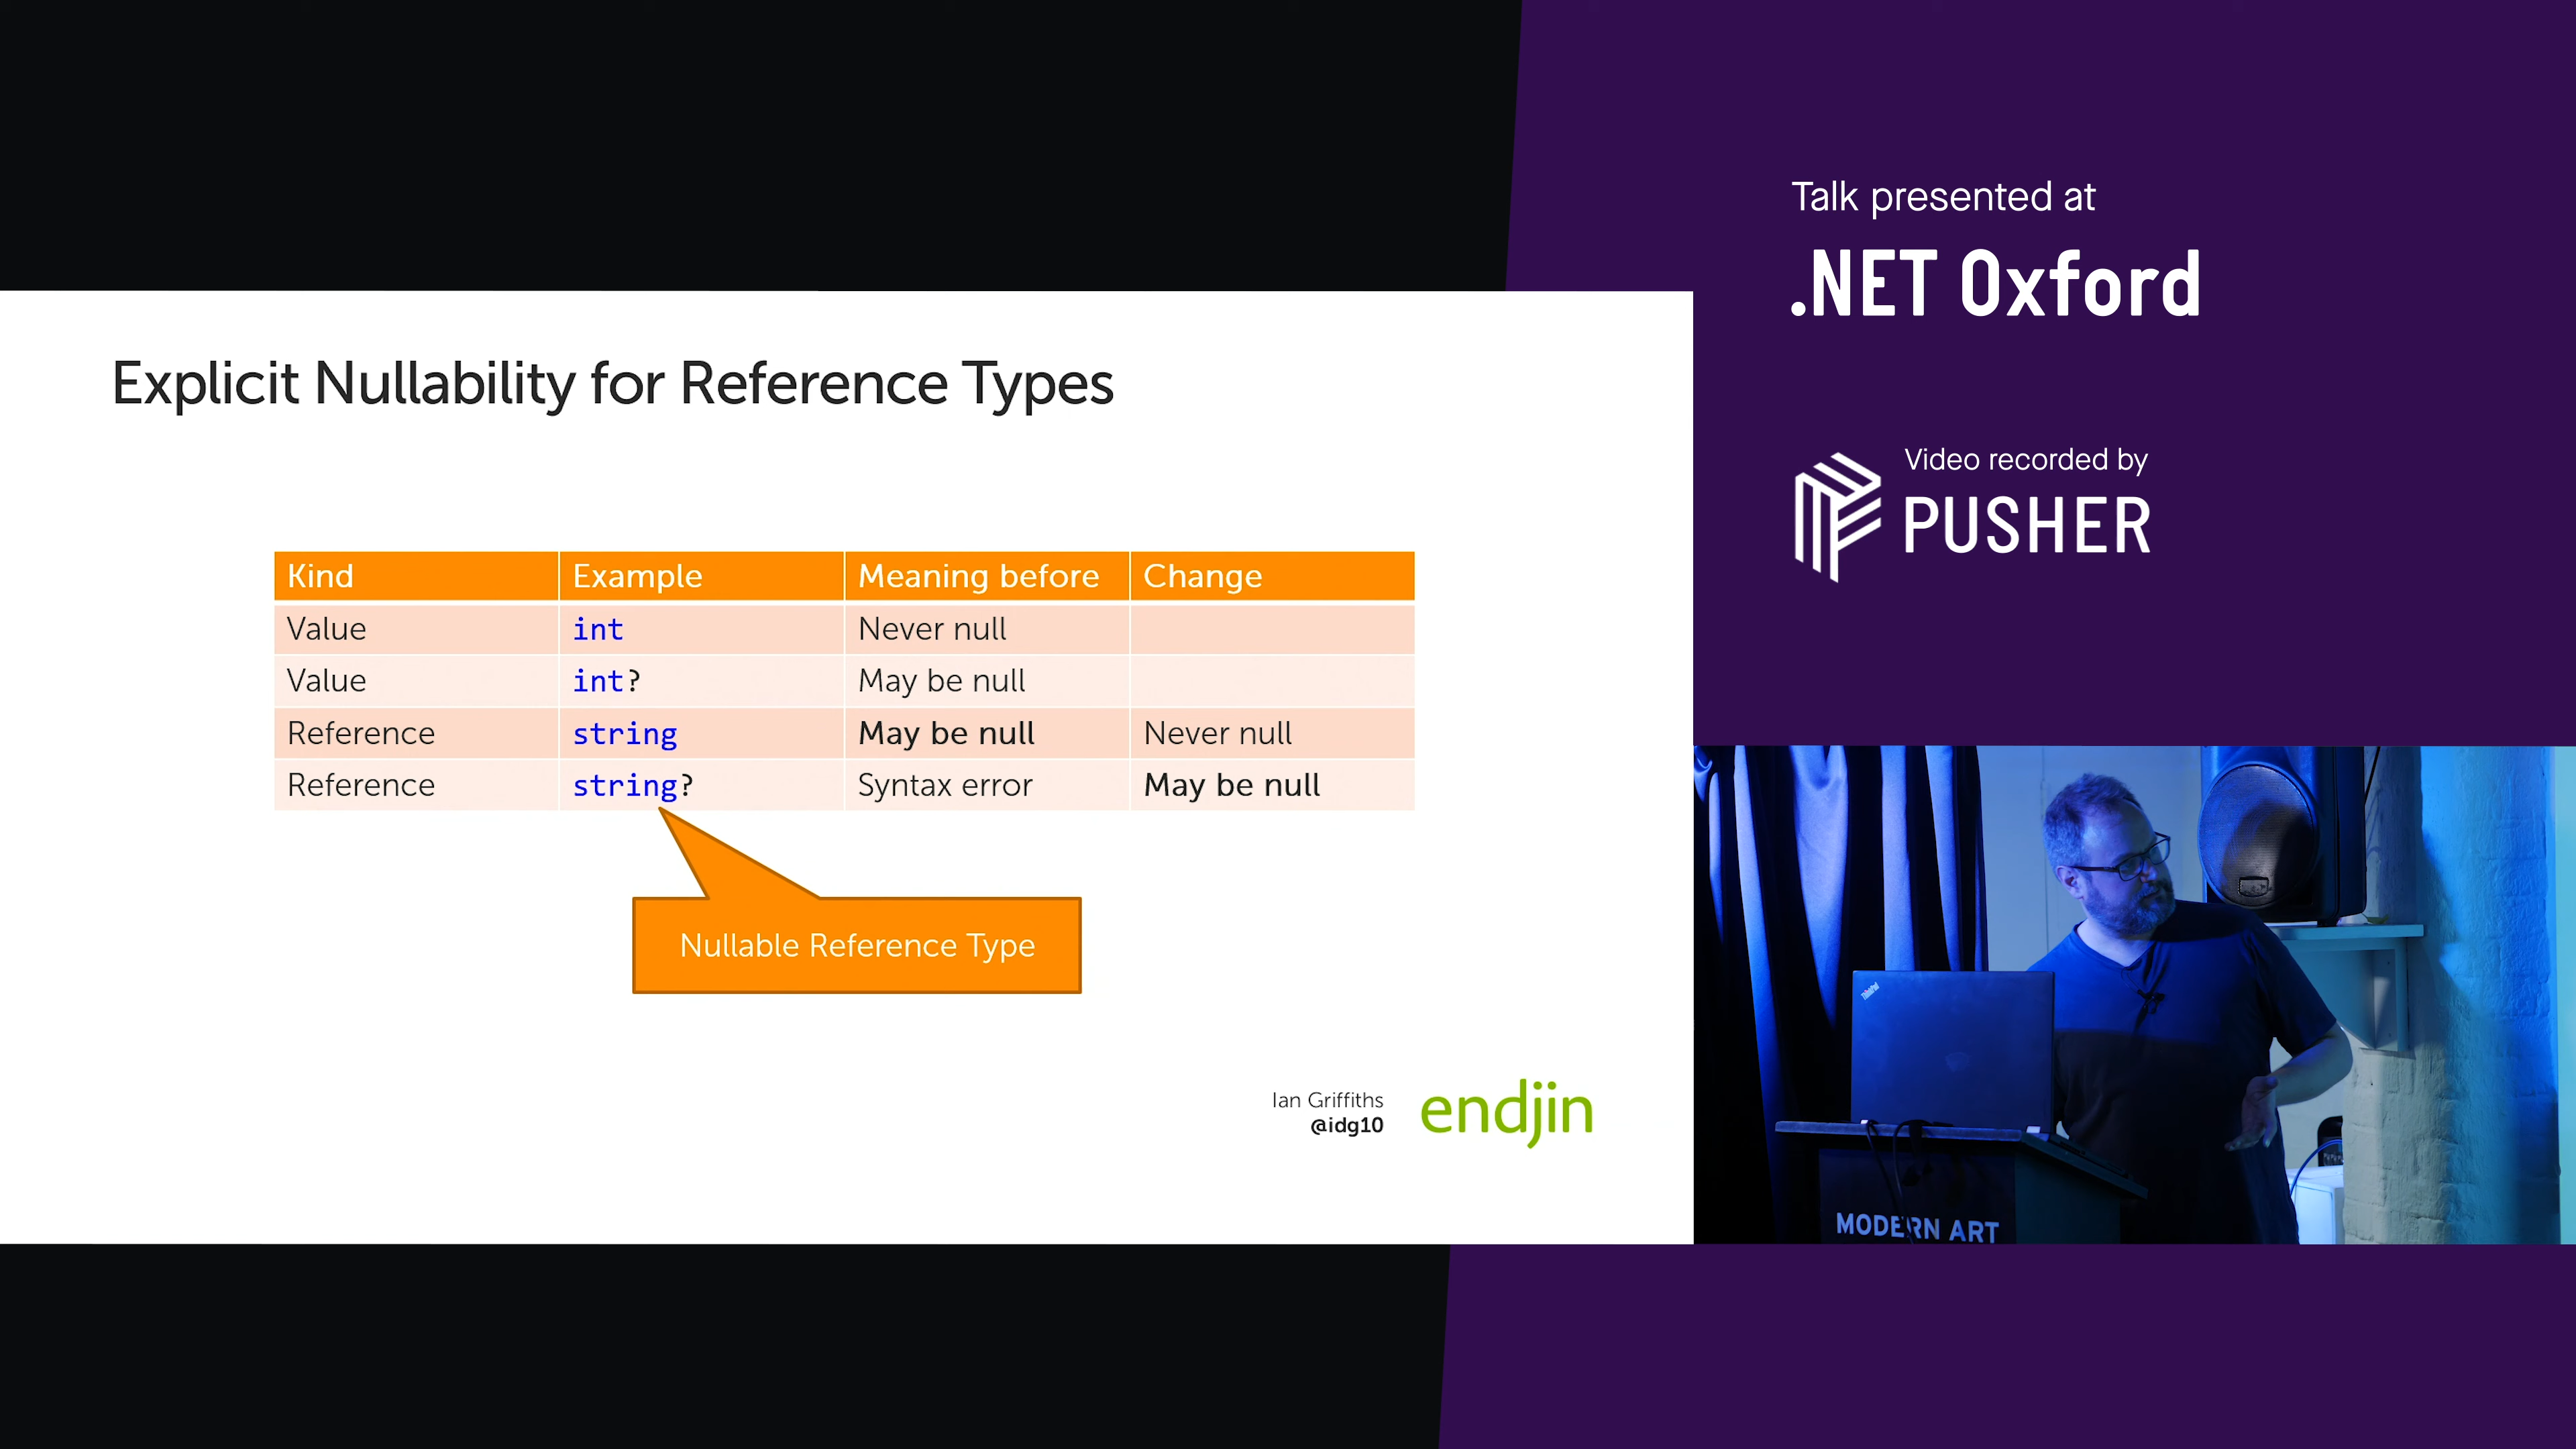 Explicit Nullability for Reference Types
Kind Example Meaning before Change
Value int Never null
Value int? May be null
Reference string May be null Never null
Reference string? Syntax error May be null
Nullable Reference Type
Ian Griffiths
@idg10
endjin
Talk presented at
.NET Oxford
Video recorded by
PUSHER
ThinkPad
MODERN ART